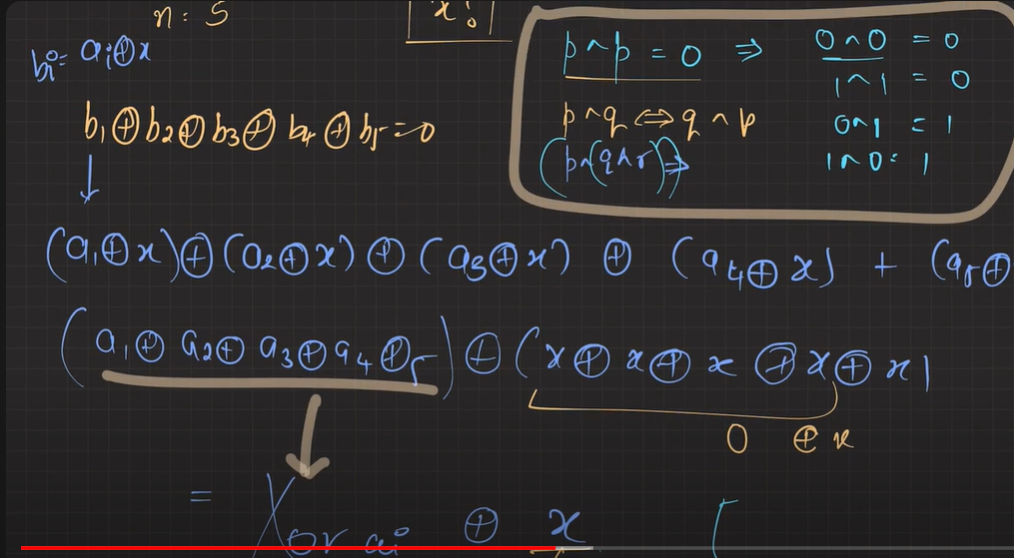 n: 5
x?
bi = ai⊕x
b1⊕b2⊕b3⊕b4⊕b5=0
p^p = 0 ⇒ 0^0 = 0
1^1 = 0
p^q ⇔ q^p
0^1 = 1
(p^(q^r)) ⇒
1^0 = 1
(a1⊕x)⊕(a2⊕x)⊕(a3⊕x) ⊕ (a4⊕x) + (a5⊕
(a1⊕ a2⊕ a3⊕a4⊕5)⊕(x⊕x⊕x⊕x⊕x)
0 ⊕x
= Xor ai ⊕ x